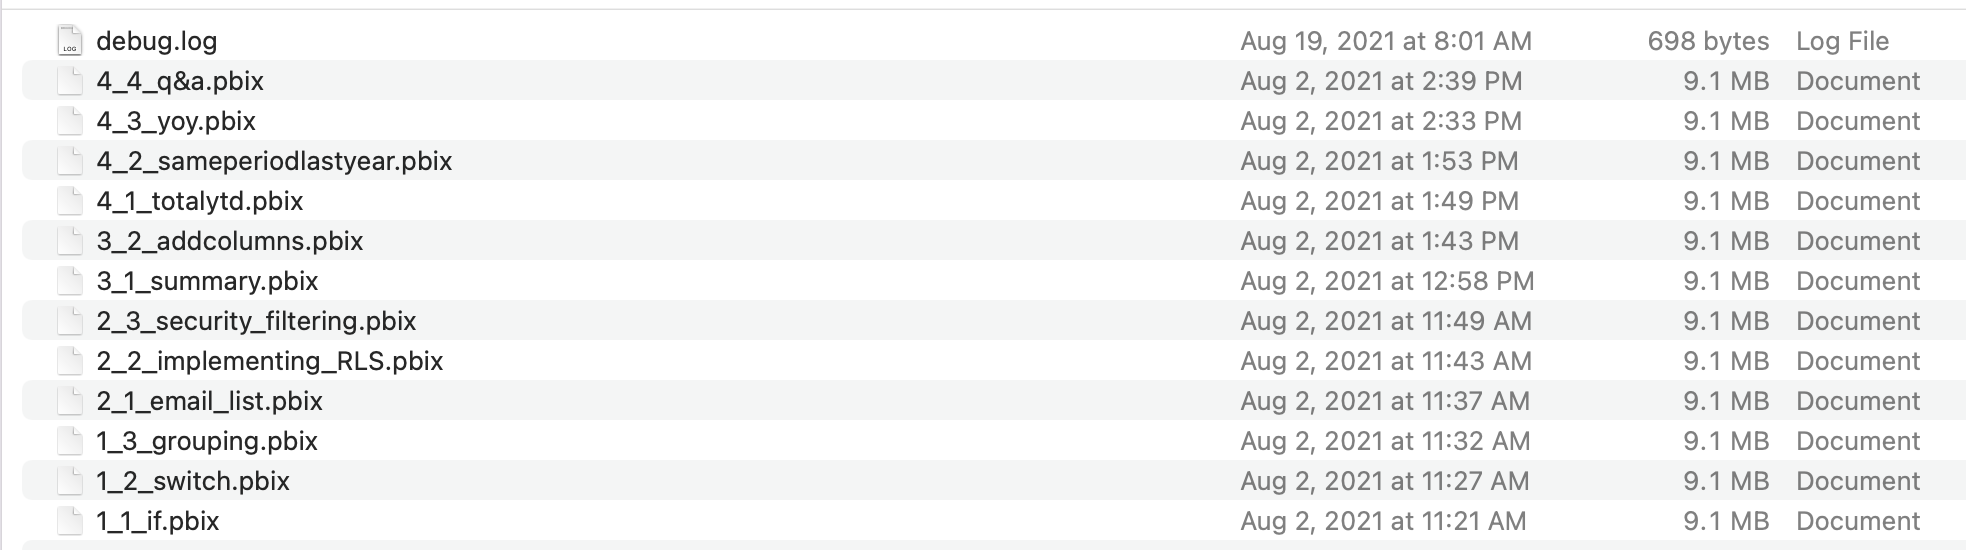 LOG debug.log Aug 19, 2021 at 8:01 AM 698 bytes Log File
4_4_q&a.pbix Aug 2, 2021 at 2:39 PM 9.1 MB Document
4_3_yoy.pbix Aug 2, 2021 at 2:33 PM 9.1 MB Document
4_2_sameperiodlastyear.pbix Aug 2, 2021 at 1:53 PM 9.1 MB Document
4_1_totalytd.pbix Aug 2, 2021 at 1:49 PM 9.1 MB Document
3_2_addcolumns.pbix Aug 2, 2021 at 1:43 PM 9.1 MB Document
3_1_summary.pbix Aug 2, 2021 at 12:58 PM 9.1 MB Document
2_3_security_filtering.pbix Aug 2, 2021 at 11:49 AM 9.1 MB Document
2_2_implementing_RLS.pbix Aug 2, 2021 at 11:43 AM 9.1 MB Document
2_1_email_list.pbix Aug 2, 2021 at 11:37 AM 9.1 MB Document
1_3_grouping.pbix Aug 2, 2021 at 11:32 AM 9.1 MB Document
1_2_switch.pbix Aug 2, 2021 at 11:27 AM 9.1 MB Document
1_1_if.pbix Aug 2, 2021 at 11:21 AM 9.1 MB Document